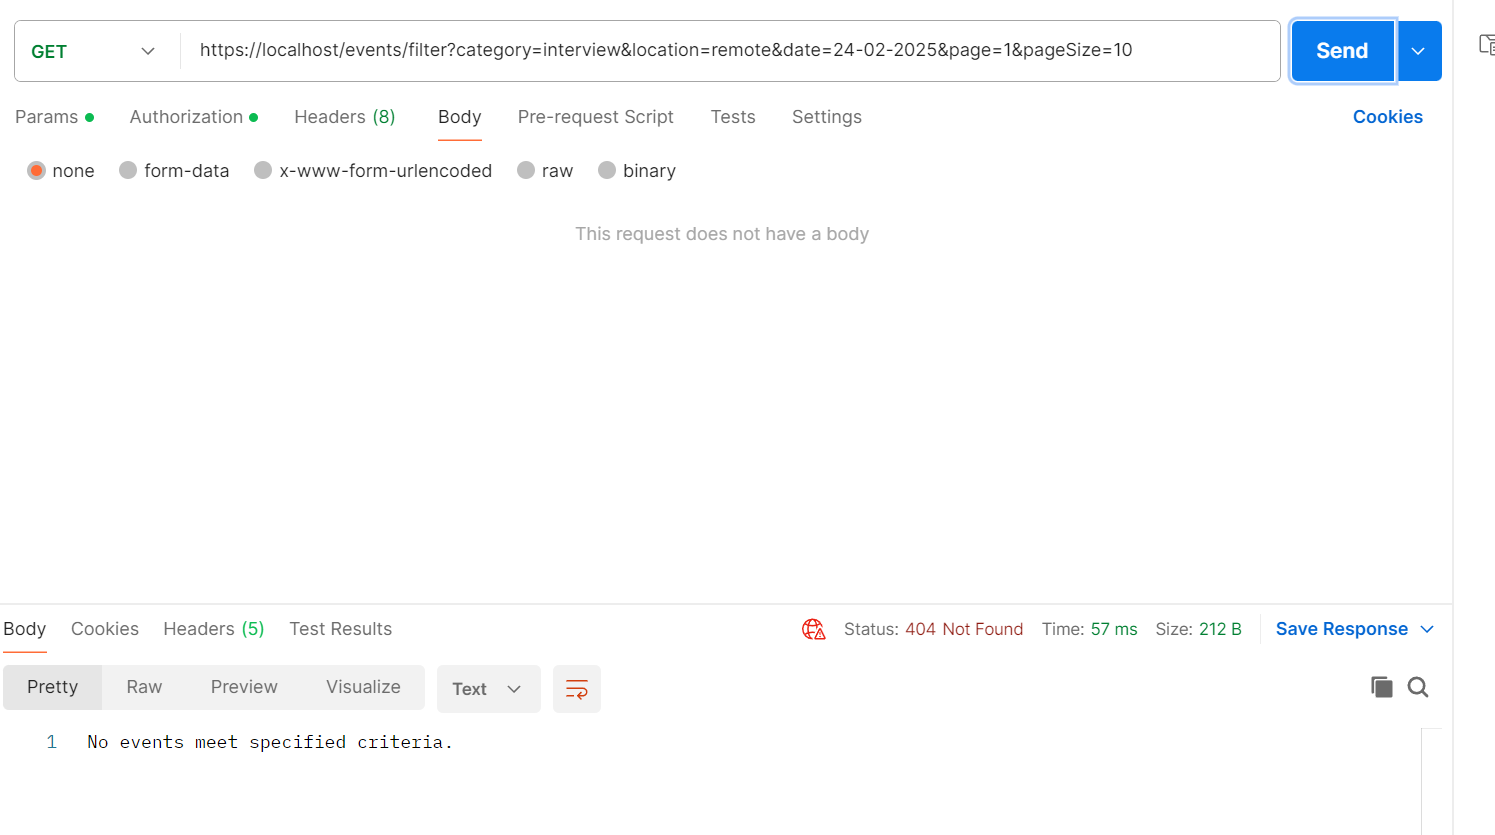 GET https://localhost/events/filter?category=interview&location=remote&date=24-02-2025&page=1&pageSize=10 Send
Params Authorization Headers (8) Body Pre-request Script Tests Settings Cookies
none form-data x-www-form-urlencoded raw binary
This request does not have a body
Body Cookies Headers (5) Test Results Status: 404 Not Found Time: 57 ms Size: 212 B Save Response
Pretty Raw Preview Visualize Text
1 No events meet specified criteria.